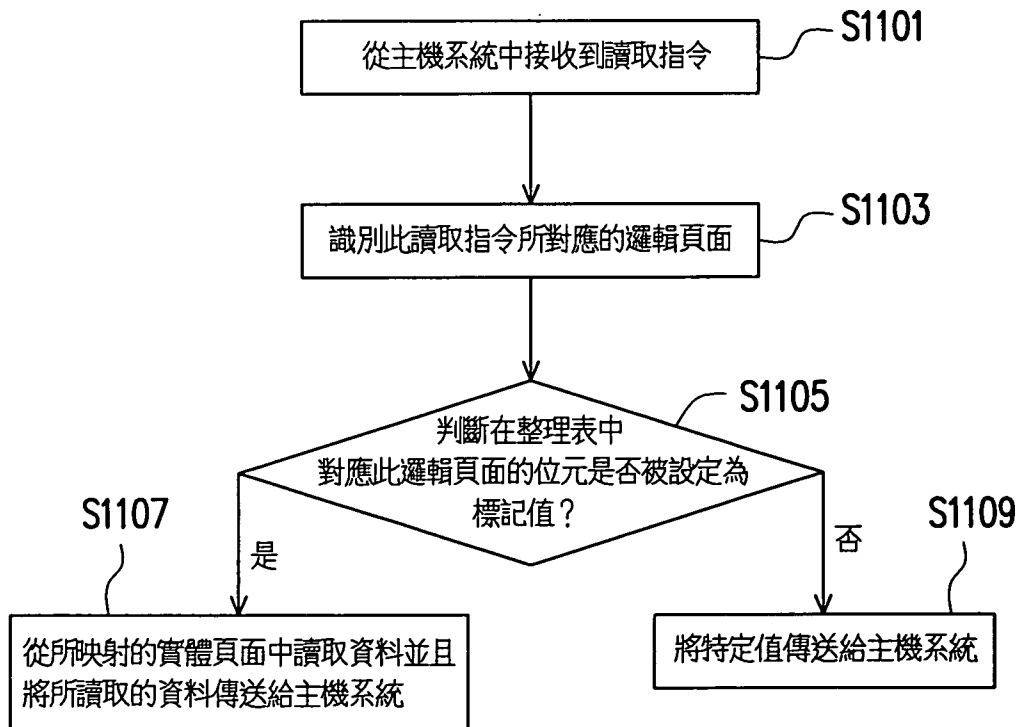 S1101
從主機系統中接收到讀取指令
S1103
識別此讀取指令所對應的邏輯頁面
S1105
判斷在整理表中
對應此邏輯頁面的位元是否被設定為
標記值？
S1107
是
從所映射的實體頁面中讀取資料並且
將所讀取的資料傳送給主機系統
S1109
否
將特定值傳送給主機系統